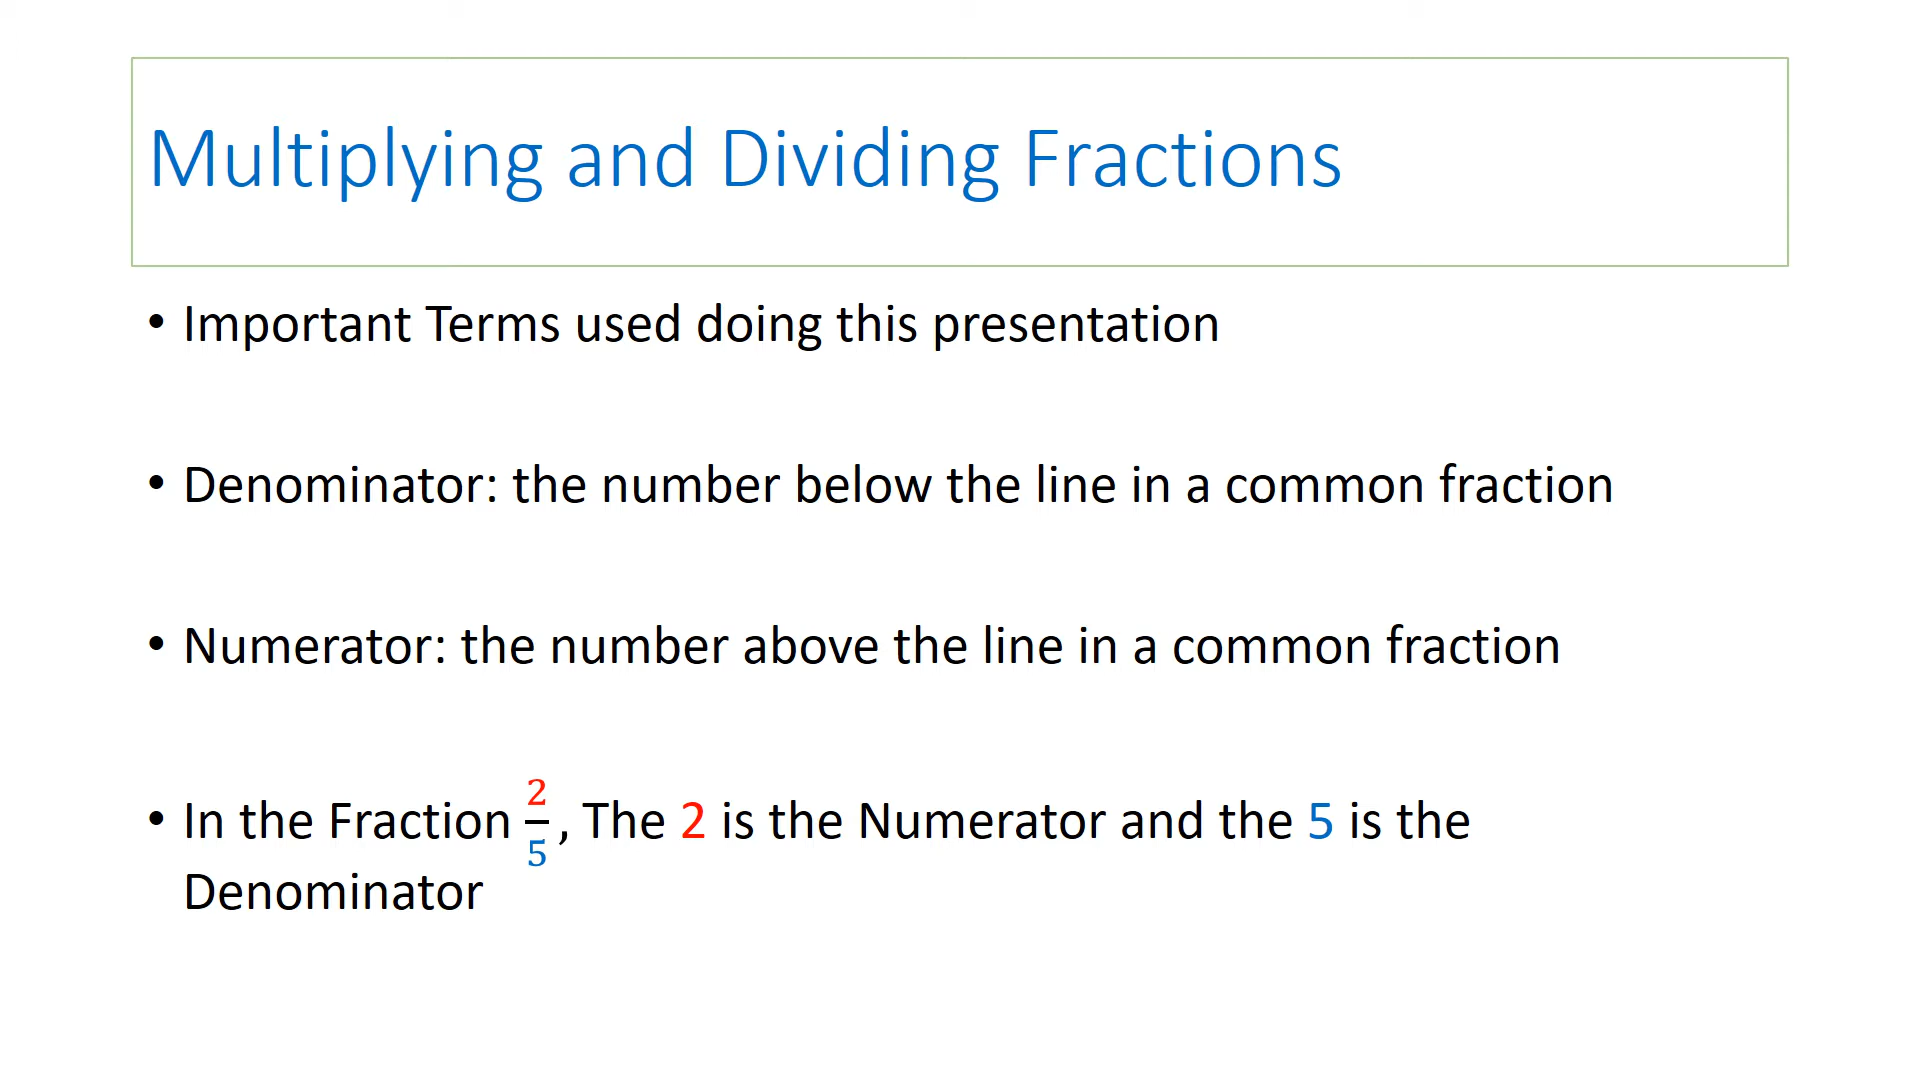 Multiplying and Dividing Fractions
• Important Terms used doing this presentation
• Denominator: the number below the line in a common fraction
• Numerator: the number above the line in a common fraction
• In the Fraction 2/5, The 2 is the Numerator and the 5 is the
Denominator